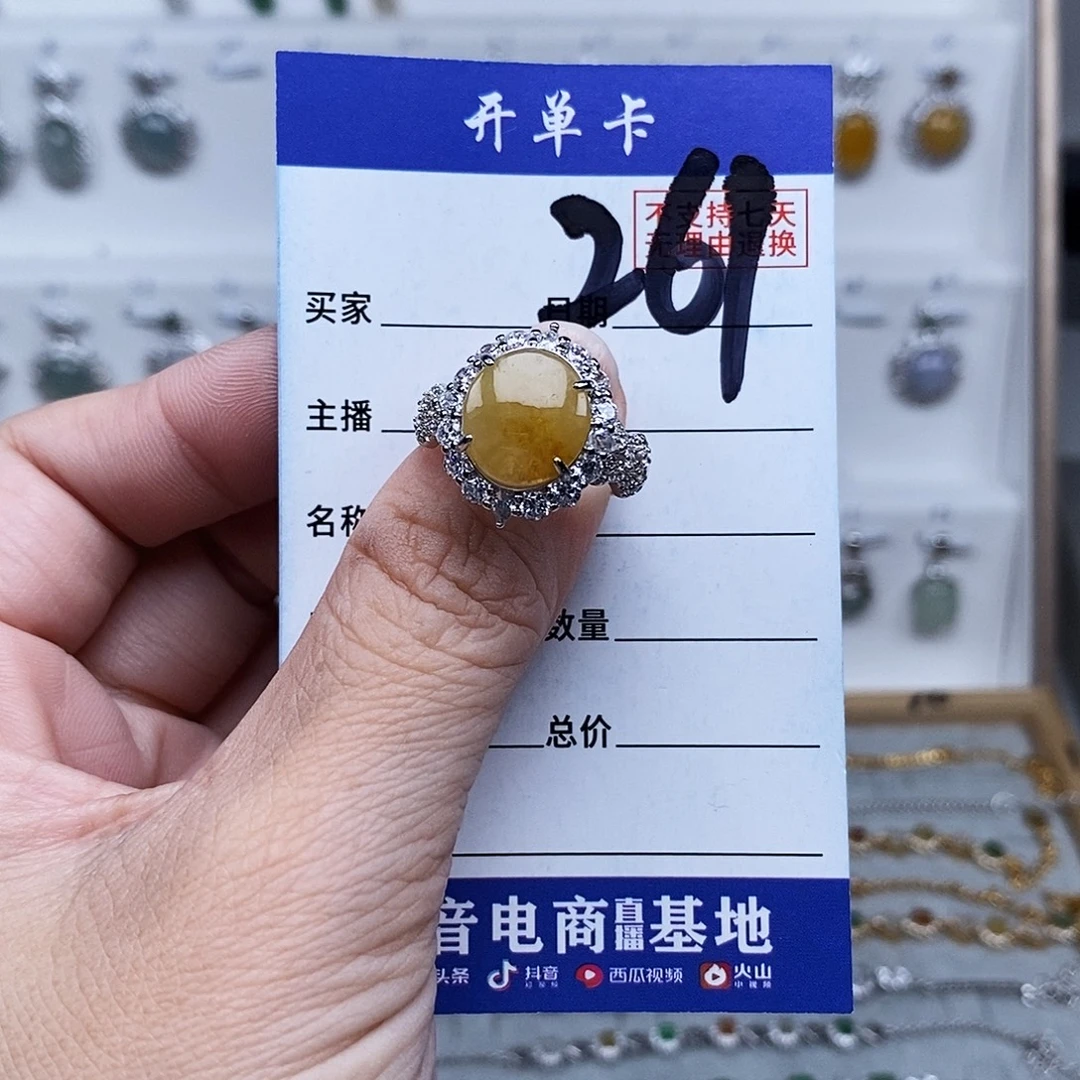 开单卡
261
不支持七天
无理由退换
买家 日期
主播
名称
数量
总价
音电商直播基地
头条 抖音 西瓜视频 火山